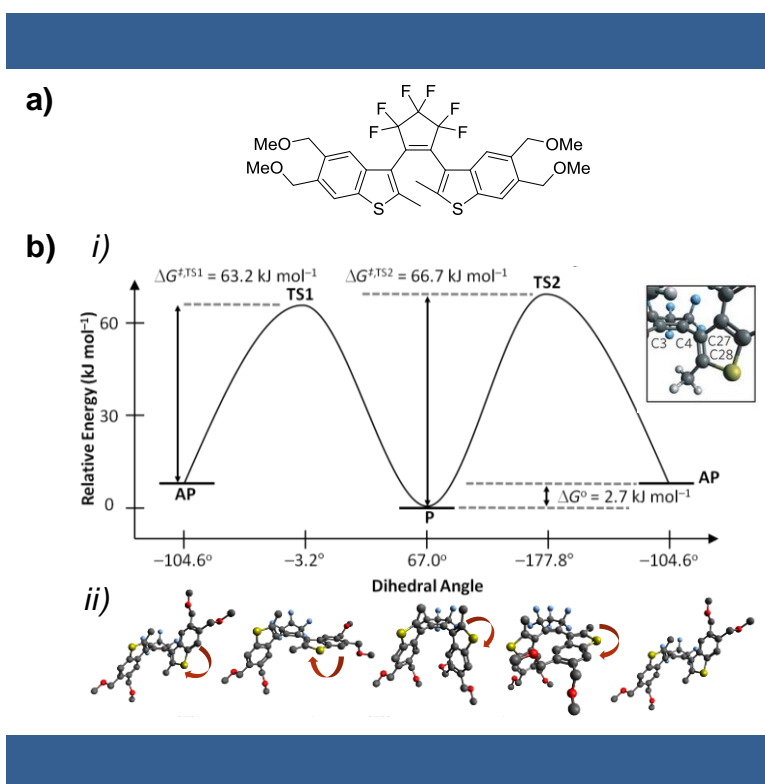 a)
F F
F F
F F
MeO OMe
MeO OMe
S S
b) i)
ΔG‡,TS1 = 63.2 kJ mol⁻¹ ΔG‡,TS2 = 66.7 kJ mol⁻¹
TS1 TS2
60
30
0
Relative Energy (kJ mol⁻¹)
C3 C4 C27
C28
AP P AP
ΔG° = 2.7 kJ mol⁻¹
−104.6° −3.2° 67.0° −177.8° −104.6°
Dihedral Angle
ii)